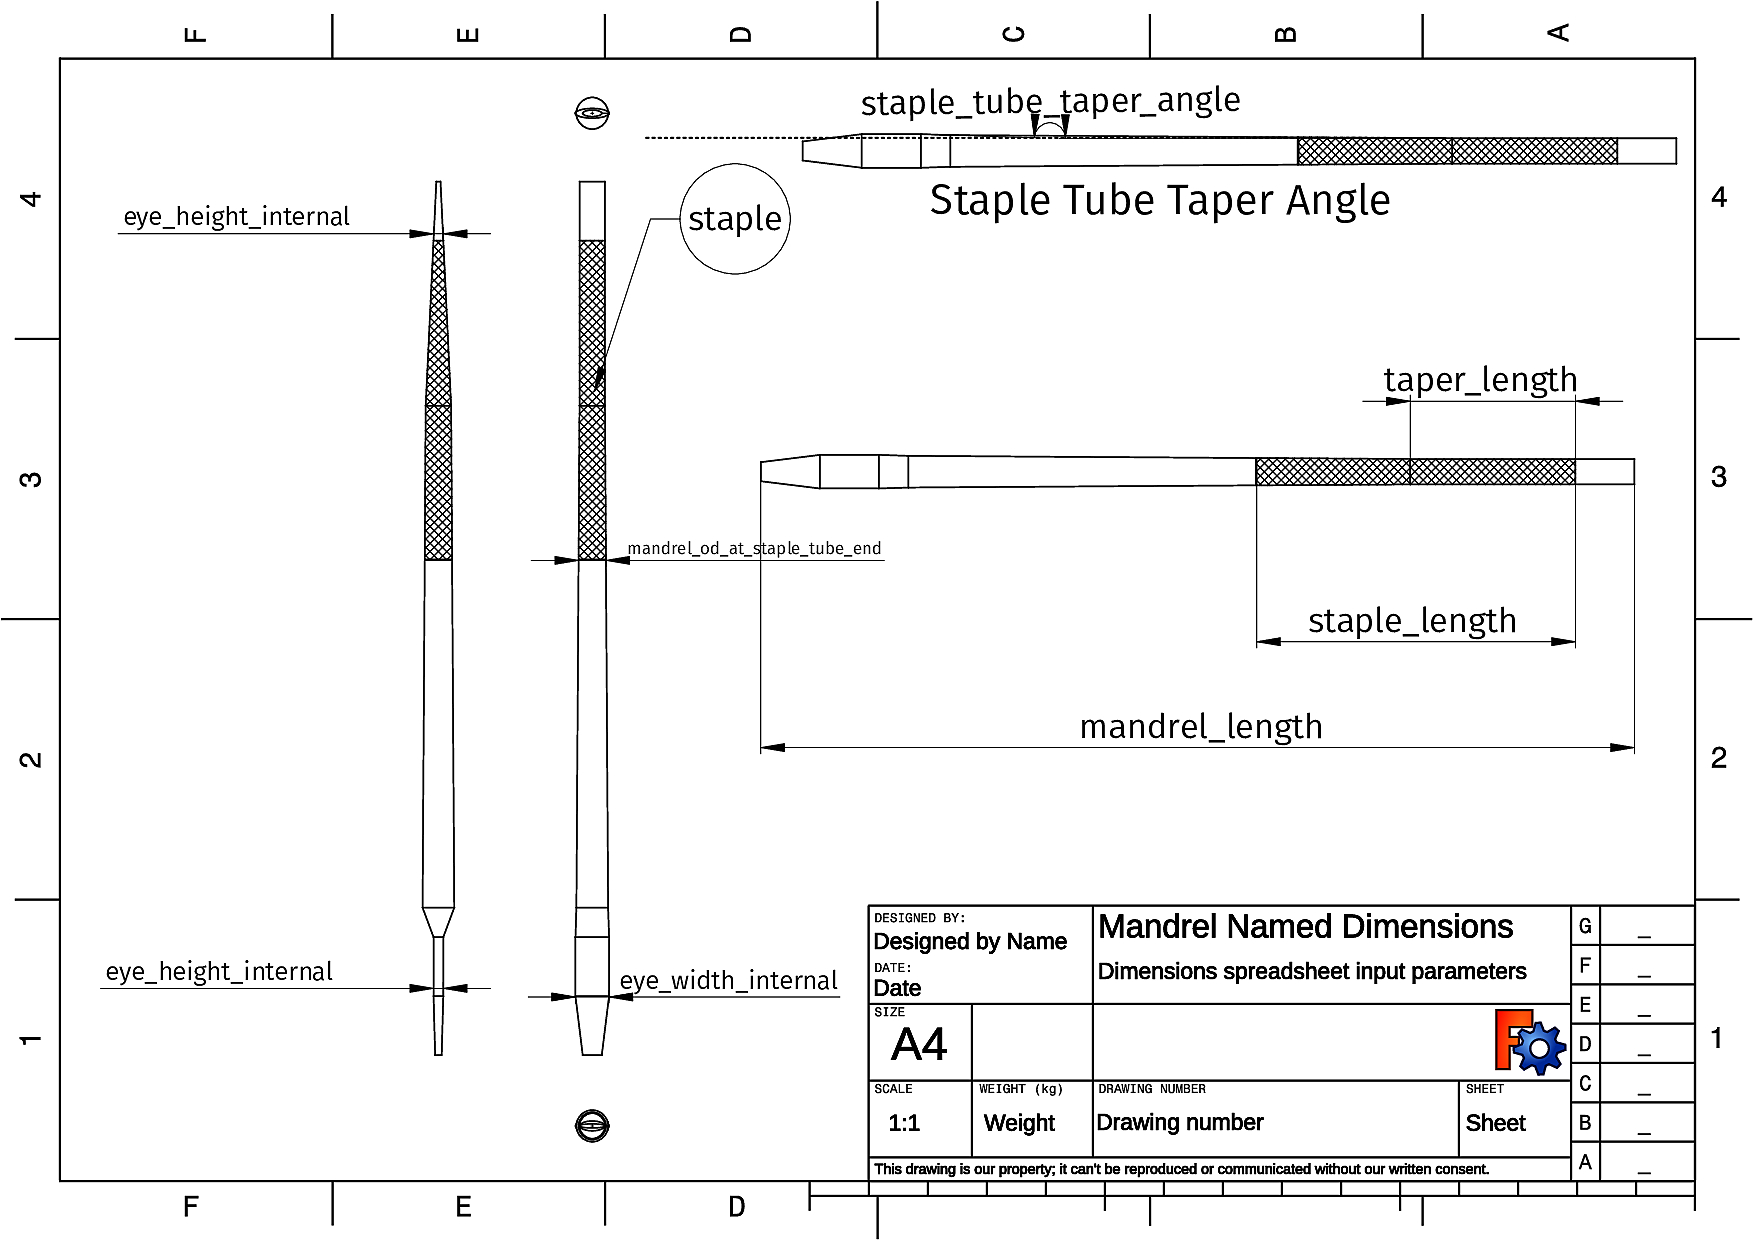 F E D C B A
staple_tube_taper_angle
4
Staple Tube Taper Angle
4
eye_height_internal
staple
taper_length
3
3
mandrel_od_at_staple_tube_end
staple_length
mandrel_length
2
2
eye_height_internal
eye_width_internal
1
1
DESIGNED BY:
Designed by Name
DATE:
Date
Mandrel Named Dimensions
Dimensions spreadsheet input parameters
SIZE
A4
SCALE
1:1
WEIGHT (kg)
Weight
DRAWING NUMBER
Drawing number
SHEET
Sheet
G _
F _
E _
D _
C _
B _
A _
This drawing is our property; it can't be reproduced or communicated without our written consent.
F E D